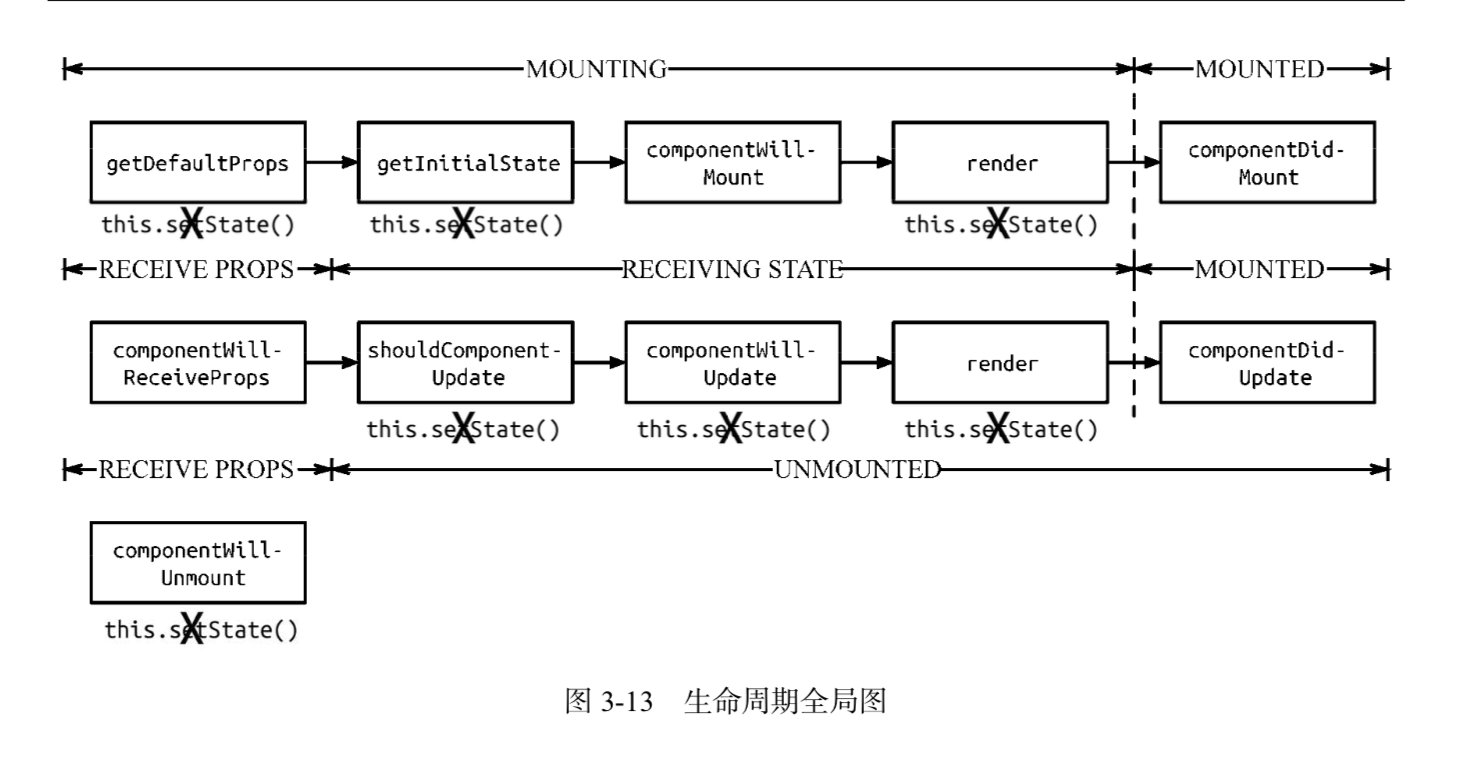 MOUNTING MOUNTED
getDefaultProps getInitialState componentWill- render componentDid-
Mount Mount
this.setState() this.setState() this.setState()
RECEIVE PROPS RECEIVING STATE MOUNTED
componentWill- shouldComponent- componentWill- render componentDid-
ReceiveProps Update Update Update
this.setState() this.setState() this.setState()
RECEIVE PROPS UNMOUNTED
componentWill-
Unmount
this.setState()
图 3-13 生命周期全局图